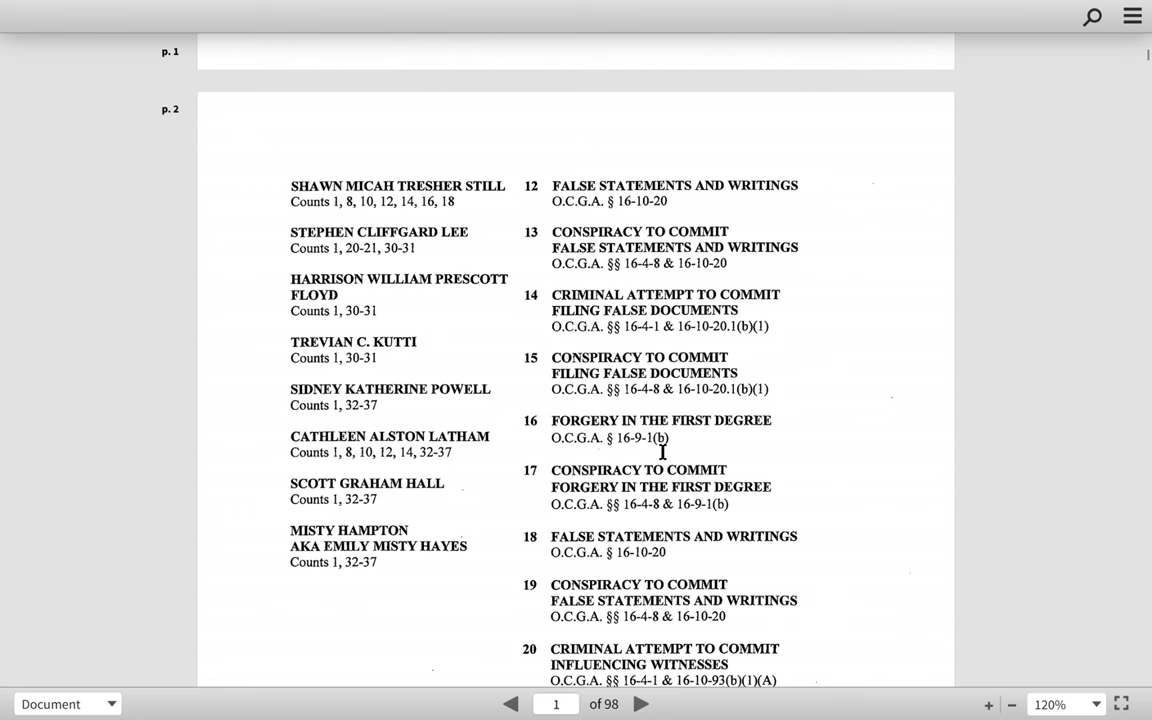 p. 1
p. 2
SHAWN MICAH TRESHER STILL
Counts 1, 8, 10, 12, 14, 16, 18
STEPHEN CLIFFGARD LEE
Counts 1, 20-21, 30-31
HARRISON WILLIAM PRESCOTT
FLOYD
Counts 1, 30-31
TREVIAN C. KUTTI
Counts 1, 30-31
SIDNEY KATHERINE POWELL
Counts 1, 32-37
CATHLEEN ALSTON LATHAM
Counts 1, 8, 10, 12, 14, 32-37
SCOTT GRAHAM HALL
Counts 1, 32-37
MISTY HAMPTON
AKA EMILY MISTY HAYES
Counts 1, 32-37
12 FALSE STATEMENTS AND WRITINGS
O.C.G.A. § 16-10-20
13 CONSPIRACY TO COMMIT
FALSE STATEMENTS AND WRITINGS
O.C.G.A. §§ 16-4-8 & 16-10-20
14 CRIMINAL ATTEMPT TO COMMIT
FILING FALSE DOCUMENTS
O.C.G.A. §§ 16-4-1 & 16-10-20.1(b)(1)
15 CONSPIRACY TO COMMIT
FILING FALSE DOCUMENTS
O.C.G.A. §§ 16-4-8 & 16-10-20.1(b)(1)
16 FORGERY IN THE FIRST DEGREE
O.C.G.A. § 16-9-1(b)
17 CONSPIRACY TO COMMIT
FORGERY IN THE FIRST DEGREE
O.C.G.A. §§ 16-4-8 & 16-9-1(b)
18 FALSE STATEMENTS AND WRITINGS
O.C.G.A. § 16-10-20
19 CONSPIRACY TO COMMIT
FALSE STATEMENTS AND WRITINGS
O.C.G.A. §§ 16-4-8 & 16-10-20
20 CRIMINAL ATTEMPT TO COMMIT
INFLUENCING WITNESSES
O.C.G.A. §§ 16-4-1 & 16-10-93(b)(1)(A)
Document 1 of 98 120%